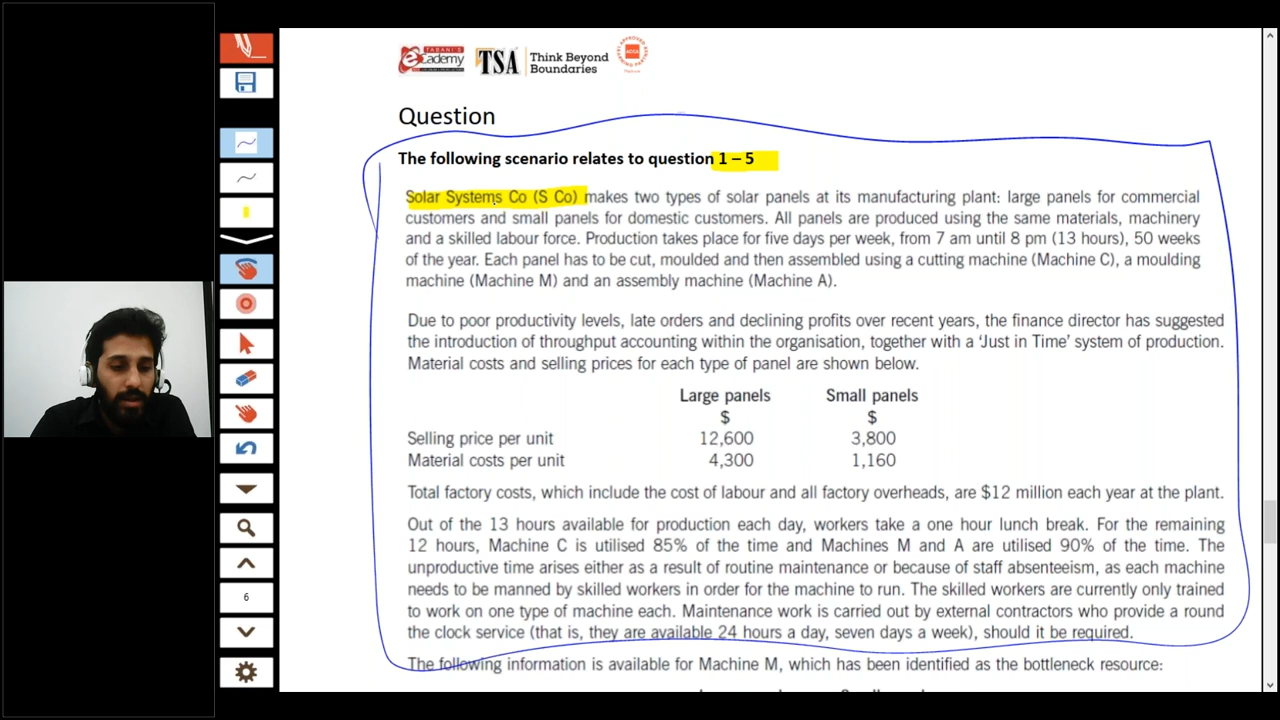 TABANI'S
eCademy
TSA
Think Beyond
Boundaries
ACCA
Question
The following scenario relates to question 1 – 5
Solar Systems Co (S Co) makes two types of solar panels at its manufacturing plant: large panels for commercial
customers and small panels for domestic customers. All panels are produced using the same materials, machinery
and a skilled labour force. Production takes place for five days per week, from 7 am until 8 pm (13 hours), 50 weeks
of the year. Each panel has to be cut, moulded and then assembled using a cutting machine (Machine C), a moulding
machine (Machine M) and an assembly machine (Machine A).
Due to poor productivity levels, late orders and declining profits over recent years, the finance director has suggested
the introduction of throughput accounting within the organisation, together with a 'Just in Time' system of production.
Material costs and selling prices for each type of panel are shown below.
Large panels Small panels
$ $
Selling price per unit 12,600 3,800
Material costs per unit 4,300 1,160
Total factory costs, which include the cost of labour and all factory overheads, are $12 million each year at the plant.
Out of the 13 hours available for production each day, workers take a one hour lunch break. For the remaining
12 hours, Machine C is utilised 85% of the time and Machines M and A are utilised 90% of the time. The
unproductive time arises either as a result of routine maintenance or because of staff absenteeism, as each machine
needs to be manned by skilled workers in order for the machine to run. The skilled workers are currently only trained
to work on one type of machine each. Maintenance work is carried out by external contractors who provide a round
the clock service (that is, they are available 24 hours a day, seven days a week), should it be required.
The following information is available for Machine M, which has been identified as the bottleneck resource:
6